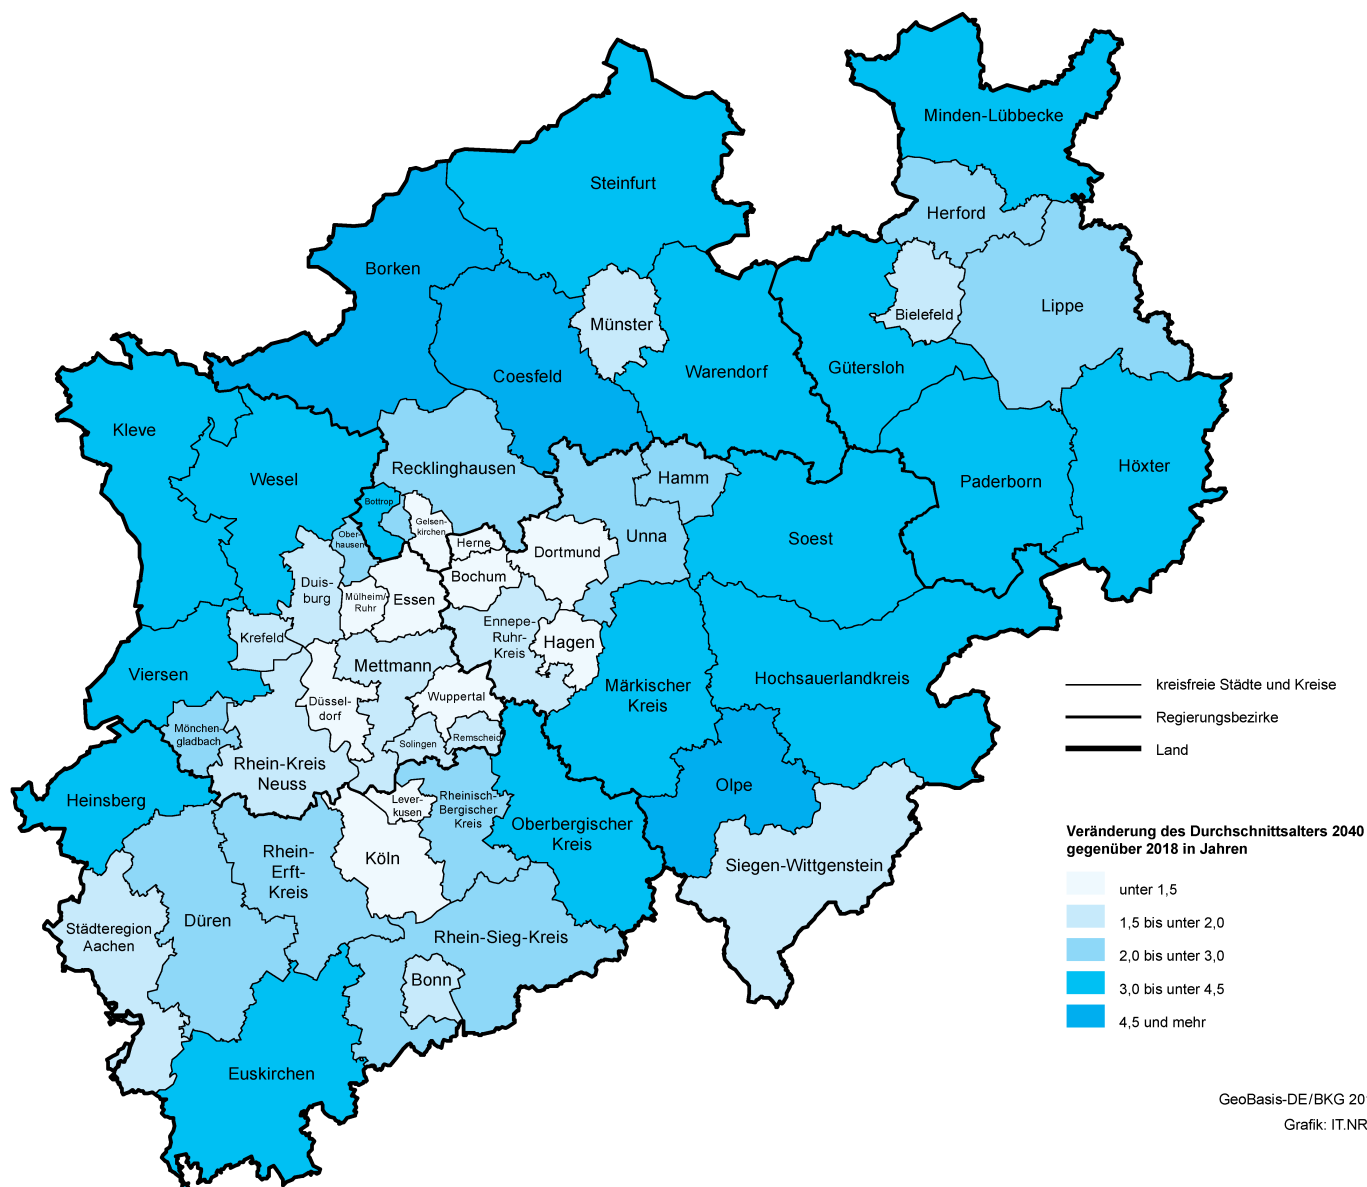 Minden-Lübbecke
Steinfurt
Herford
Borken
Lippe
Bielefeld
Münster
Gütersloh
Warendorf
Coesfeld
Kleve
Recklinghausen
Höxter
Wesel
Hamm
Paderborn
Bottrop
Gelsen-
kirchen
Unna
Soest
Ober-
hausen
Herne
Dortmund
Bochum
Duis-
burg
Mülheim/
Ruhr
Essen
Ennepe-
Ruhr-
Kreis
Krefeld
Hagen
Mettmann
Viersen
Hochsauerlandkreis
Märkischer
Kreis
Wuppertal
Düssel-
dorf
Mönchen-
gladbach
Solingen
Remscheid
Rhein-Kreis
Neuss
Olpe
Heinsberg
Lever-
kusen
Rheinisch-
Bergischer
Kreis
Oberbergischer
Kreis
Rhein-
Erft-
Kreis
Köln
Siegen-Wittgenstein
Düren
Städteregion
Aachen
Rhein-Sieg-Kreis
Bonn
Euskirchen
kreisfreie Städte und Kreise
Regierungsbezirke
Land
Veränderung des Durchschnittsalters 2040
gegenüber 2018 in Jahren
unter 1,5
1,5 bis unter 2,0
2,0 bis unter 3,0
3,0 bis unter 4,5
4,5 und mehr
GeoBasis-DE/BKG 20
Grafik: IT.NR